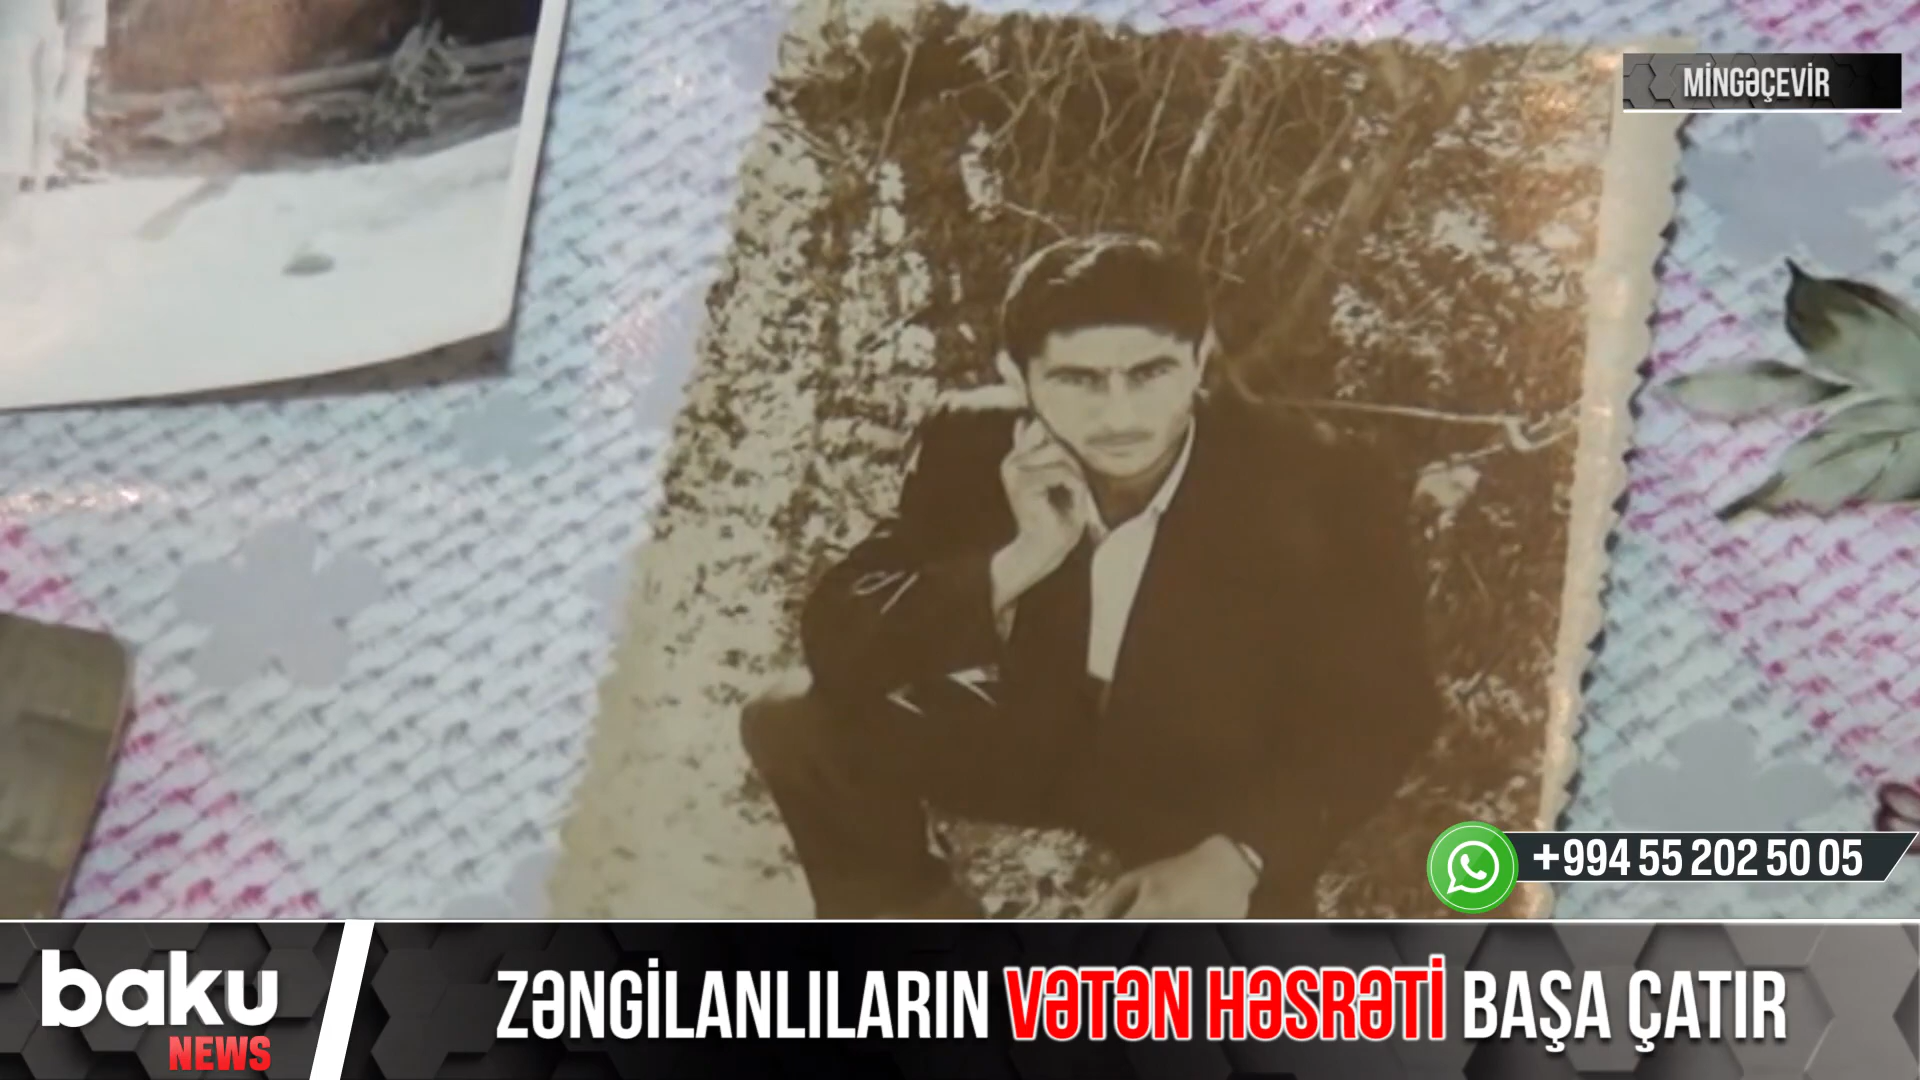 MİNGƏÇEVİR
+994 55 202 50 05
baku
NEWS
ZƏNGİLANLILARIN VƏTƏN HƏSRƏTİ BAŞA ÇATIR